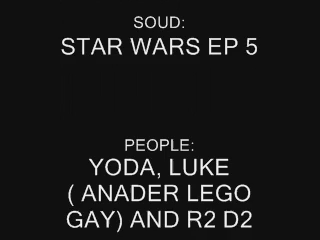 SOUD:
STAR WARS EP 5
PEOPLE:
YODA, LUKE
( ANADER LEGO
GAY) AND R2 D2